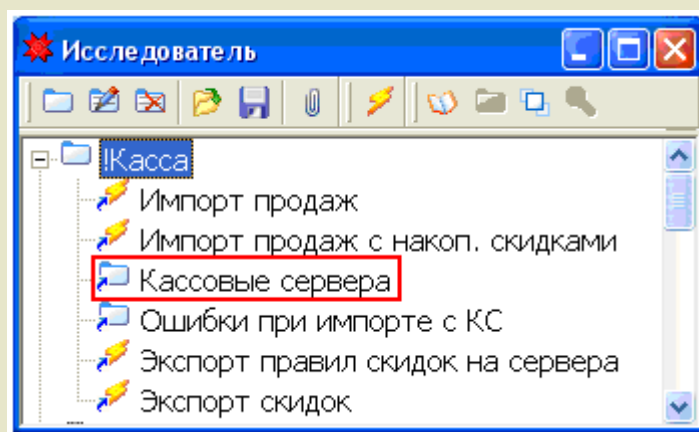 Исследователь
!Касса
Импорт продаж
Импорт продаж с накоп. скидками
Кассовые сервера
Ошибки при импорте с КС
Экспорт правил скидок на сервера
Экспорт скидок